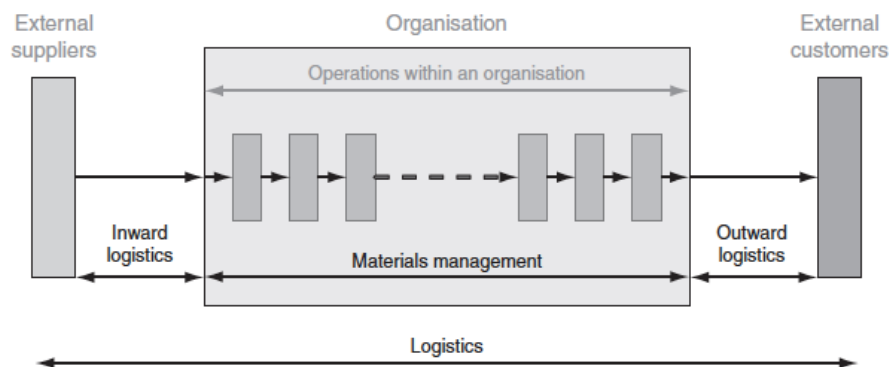 External
suppliers
Organisation
External
customers
Operations within an organisation
Inward
logistics
Materials management
Outward
logistics
Logistics